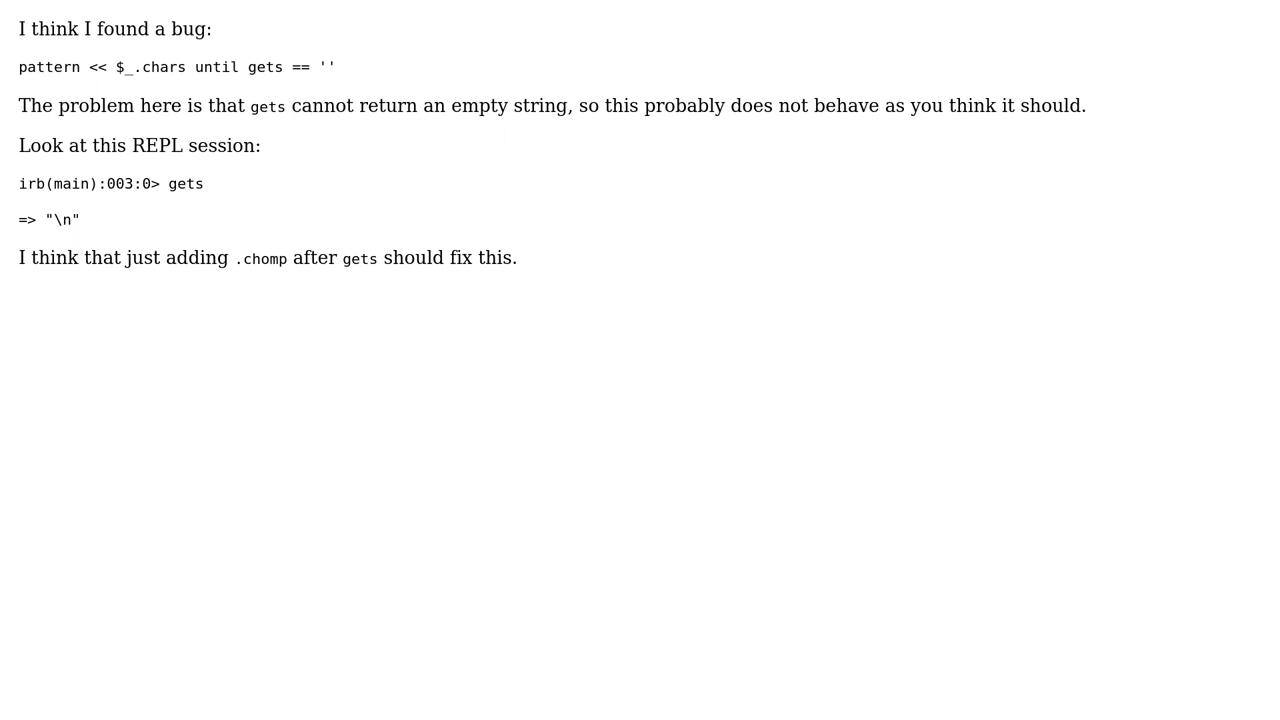 I think I found a bug:
pattern << $_.chars until gets == ''
The problem here is that gets cannot return an empty string, so this probably does not behave as you think it should.
Look at this REPL session:
irb(main):003:0> gets
=> "\n"
I think that just adding .chomp after gets should fix this.